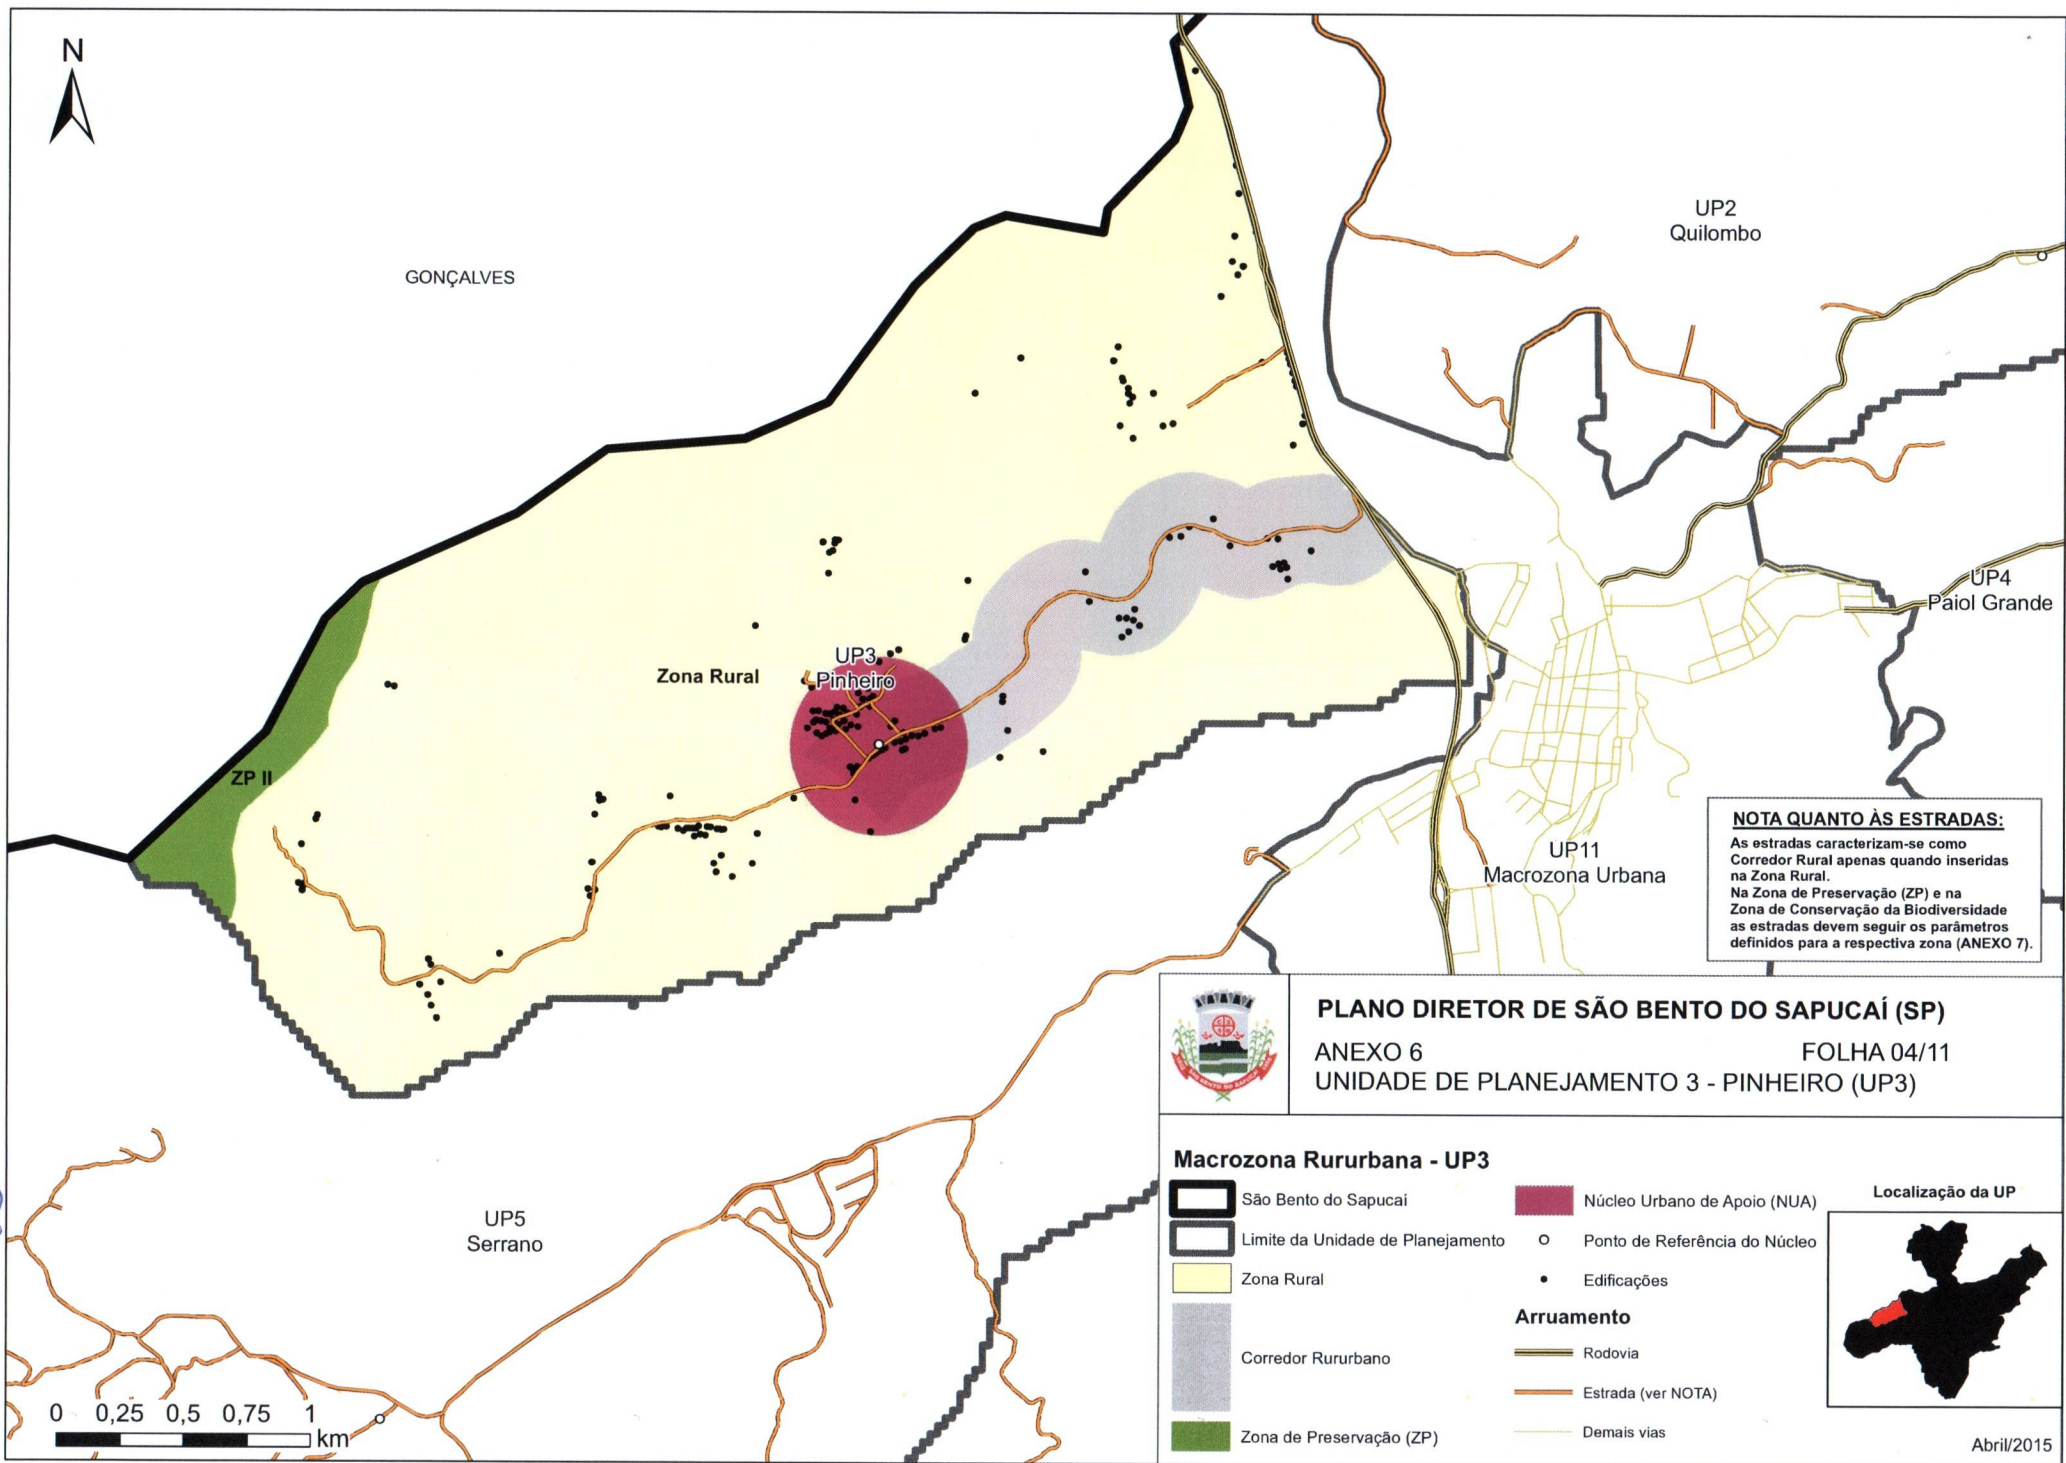 N
GONÇALVES
UP2
Quilombo
UP4
Paiol Grande
UP3
Pinheiro
Zona Rural
ZP II
UP11
Macrozona Urbana
UP5
Serrano
NOTA QUANTO ÀS ESTRADAS:
As estradas caracterizam-se como
Corredor Rural apenas quando inseridas
na Zona Rural.
Na Zona de Preservação (ZP) e na
Zona de Conservação da Biodiversidade
as estradas devem seguir os parâmetros
definidos para a respectiva zona (ANEXO 7).
PLANO DIRETOR DE SÃO BENTO DO SAPUCAÍ (SP)
ANEXO 6 FOLHA 04/11
UNIDADE DE PLANEJAMENTO 3 - PINHEIRO (UP3)
SÃO BENTO DO SAPUCAÍ
Macrozona Rururbana - UP3
São Bento do Sapucaí
Limite da Unidade de Planejamento
Zona Rural
Corredor Rururbano
Zona de Preservação (ZP)
Núcleo Urbano de Apoio (NUA)
Ponto de Referência do Núcleo
Edificações
Arruamento
Rodovia
Estrada (ver NOTA)
Demais vias
Localização da UP
Abril/2015
0 0,25 0,5 0,75 1
km